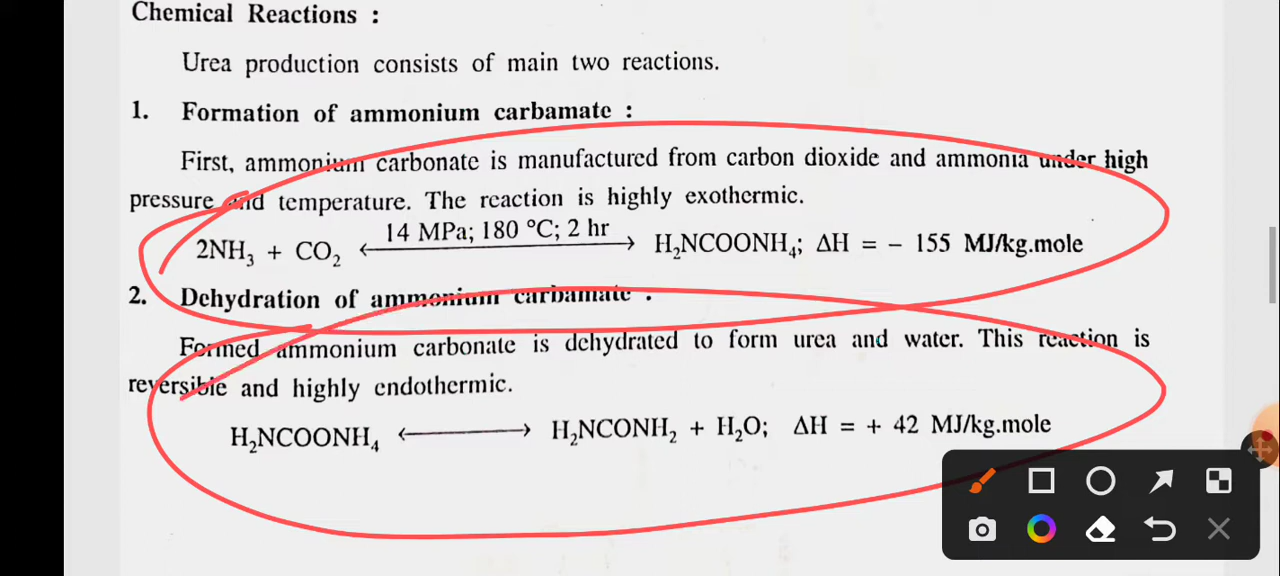 Chemical Reactions :
Urea production consists of main two reactions.
1. Formation of ammonium carbamate :
First, ammonium carbonate is manufactured from carbon dioxide and ammonia under high
pressure and temperature. The reaction is highly exothermic.
2NH₃ + CO₂ ⟷ 14 MPa; 180 °C; 2 hr H₂NCOONH₄; ΔH = − 155 MJ/kg.mole
2. Dehydration of ammonium carbamate :
Formed ammonium carbonate is dehydrated to form urea and water. This reaction is
reversible and highly endothermic.
H₂NCOONH₄ ⟷ H₂NCONH₂ + H₂O; ΔH = + 42 MJ/kg.mole